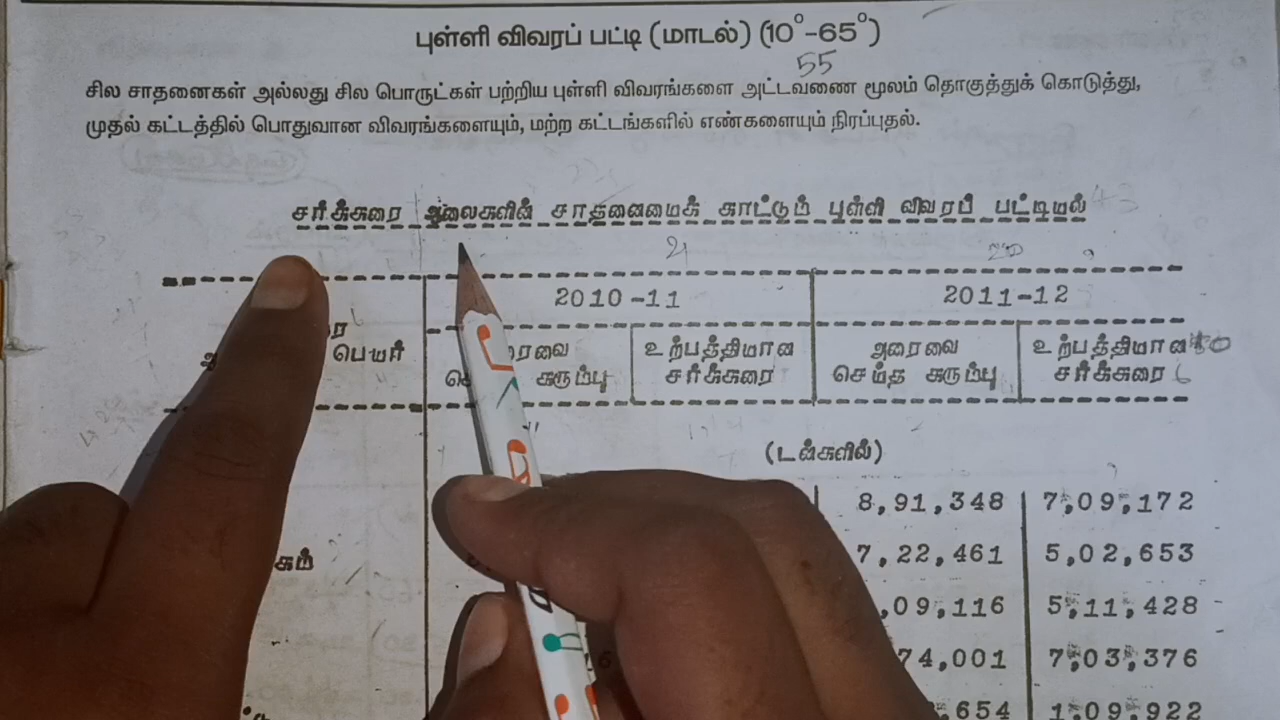 புள்ளி விவரப் பட்டி (மாடல்) (10°-65°)
55
சில சாதனைகள் அல்லது சில பொருட்கள் பற்றிய புள்ளி விவரங்களை அட்டவணை மூலம் தொகுத்துக் கொடுத்து,
முதல் கட்டத்தில் பொதுவான விவரங்களையும், மற்ற கட்டங்களில் எண்களையும் நிரப்புதல்.
சர்க்கரை ஆலைகளின் சாதனையைக் காட்டும் புள்ளி விவரப் பட்டியல்
2010-11 2011-12
பெயர் உற்பத்தியான அரைவை உற்பத்தியான
கரும்பு சர்க்கரை செய்த கரும்பு சர்க்கரை
(டன்களில்)
8,91,348 7,09,172
7,22,461 5,02,653
,09,116 5,11,428
74,001 7,03,376
654 1,09,922